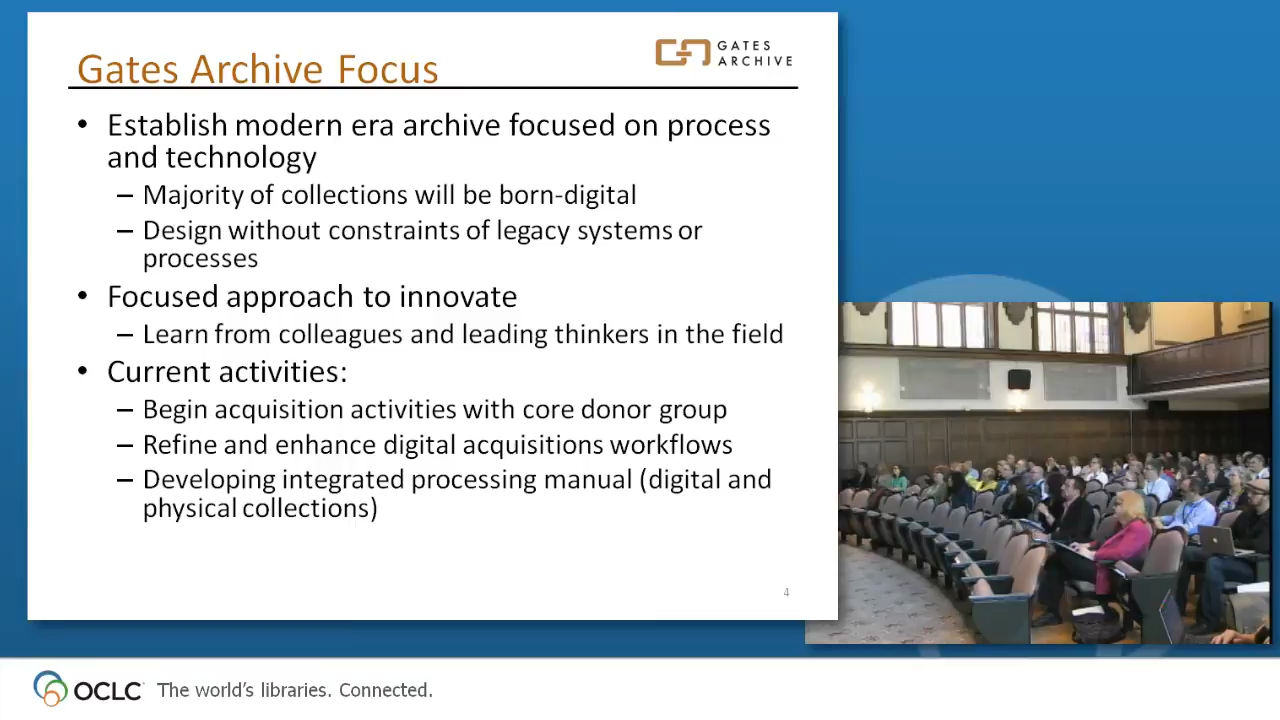 Gates Archive Focus
GATES
ARCHIVE
• Establish modern era archive focused on process
and technology
– Majority of collections will be born-digital
– Design without constraints of legacy systems or
processes
• Focused approach to innovate
– Learn from colleagues and leading thinkers in the field
• Current activities:
– Begin acquisition activities with core donor group
– Refine and enhance digital acquisitions workflows
– Developing integrated processing manual (digital and
physical collections)
4
OCLC The world's libraries. Connected.